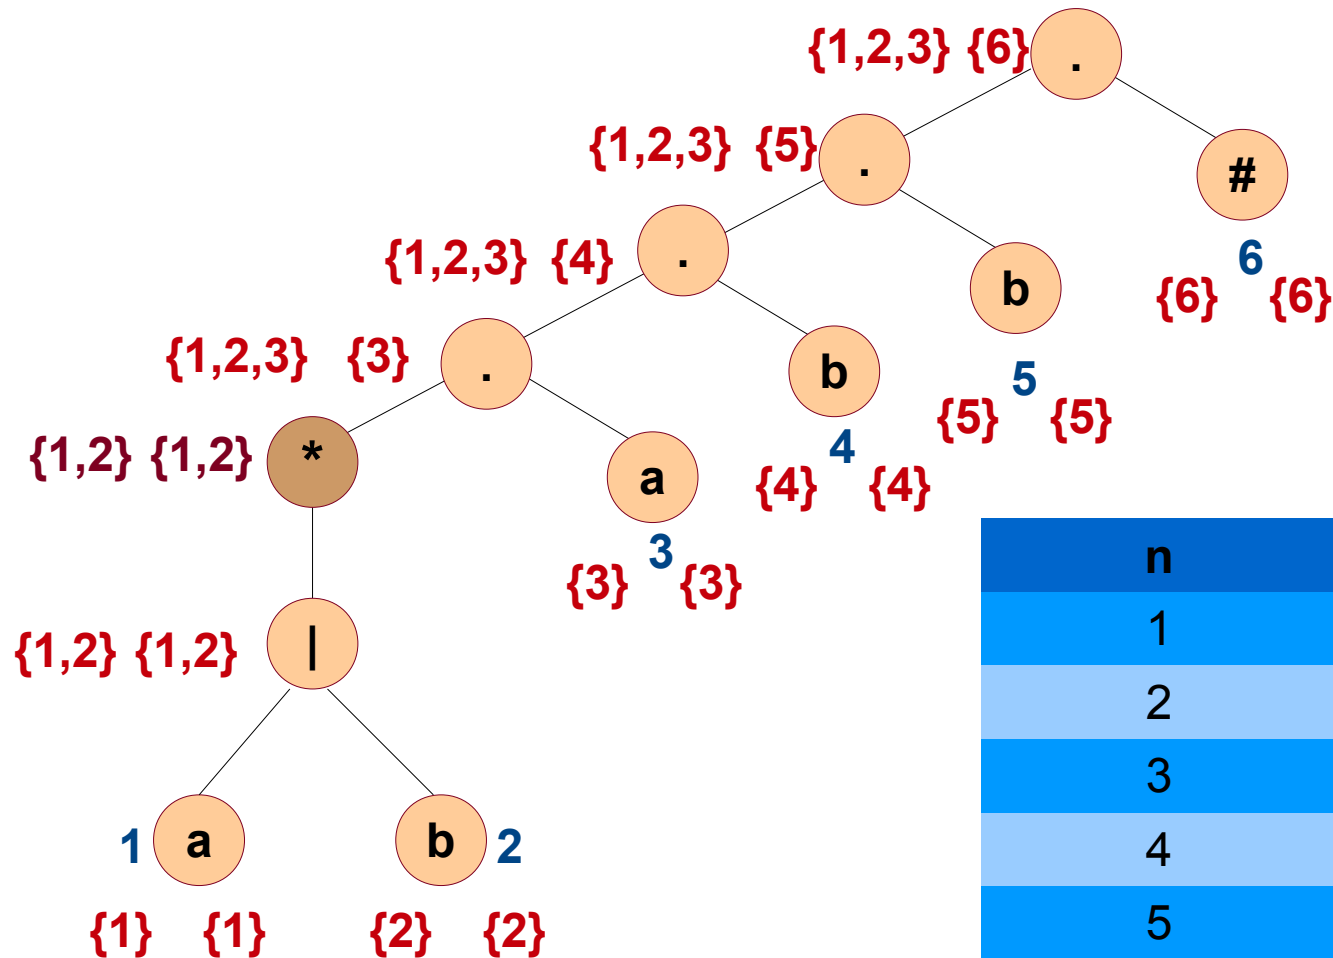 {1,2,3} {6} .
{1,2,3} {5} .
#
{1,2,3} {4} .
6
{6} {6}
b
{1,2,3} {3} .
b
5
{5} {5}
{1,2} {1,2} *
a
4
{4} {4}
3
{3} {3}
n
1
2
3
4
5
{1,2} {1,2} |
1 a
b 2
{1} {1}
{2} {2}